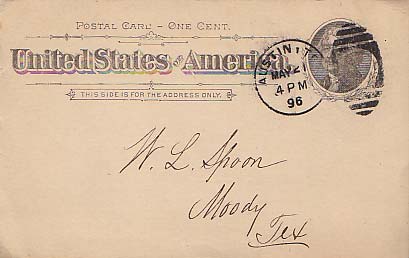 POSTAL CARD - ONE CENT.
United States of America.
THIS SIDE IS FOR THE ADDRESS ONLY.
AUSTIN, T
MAY 21
4 PM
96
W. L. Spoon
Moody
Tex